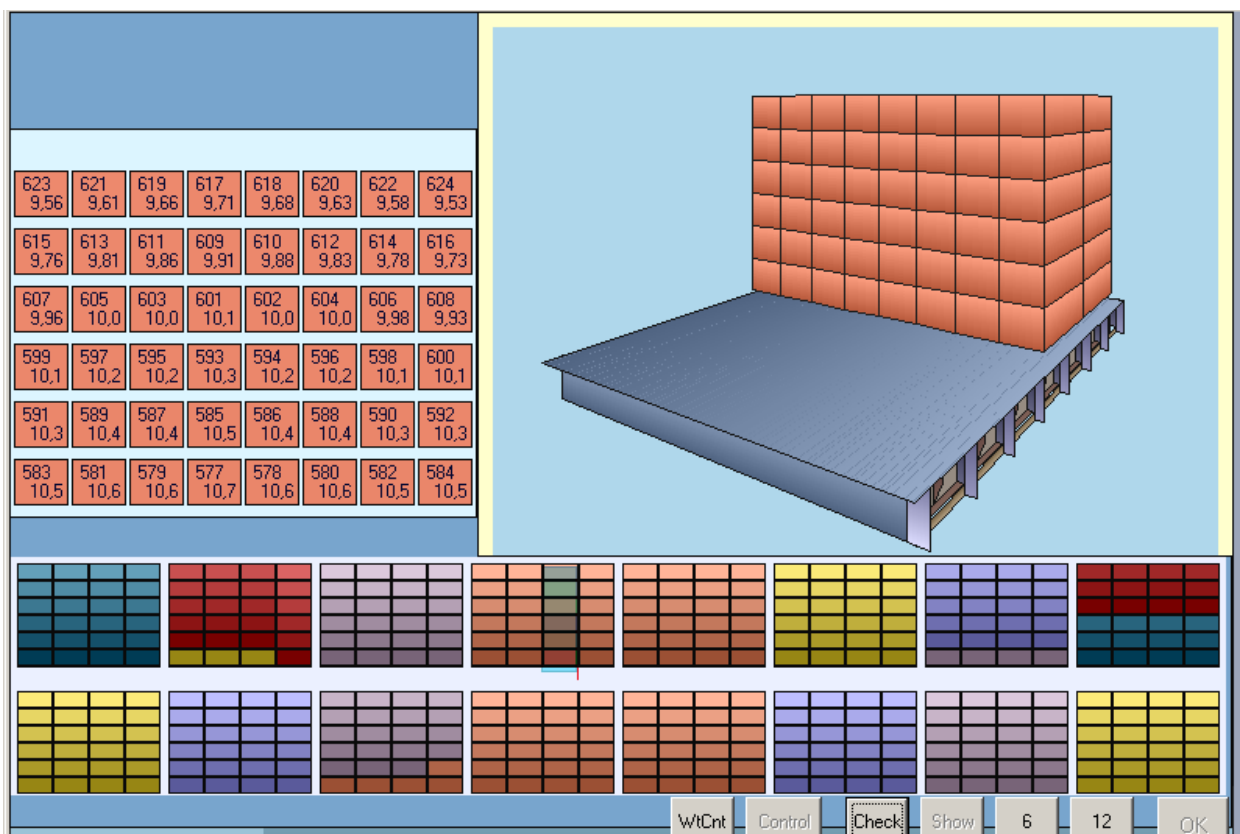 623 621 619 617 618 620 622 624
9,56 9,61 9,66 9,71 9,68 9,63 9,58 9,53
615 613 611 609 610 612 614 616
9,76 9,81 9,86 9,91 9,88 9,83 9,78 9,73
607 605 603 601 602 604 606 608
9,96 10,0 10,0 10,1 10,0 10,0 9,98 9,93
599 597 595 593 594 596 598 600
10,1 10,2 10,2 10,3 10,2 10,2 10,1 10,1
591 589 587 585 586 588 590 592
10,3 10,4 10,4 10,5 10,4 10,4 10,3 10,3
583 581 579 577 578 580 582 584
10,5 10,6 10,6 10,7 10,6 10,6 10,5 10,5
WtCnt Control Check Show 6 12 OK